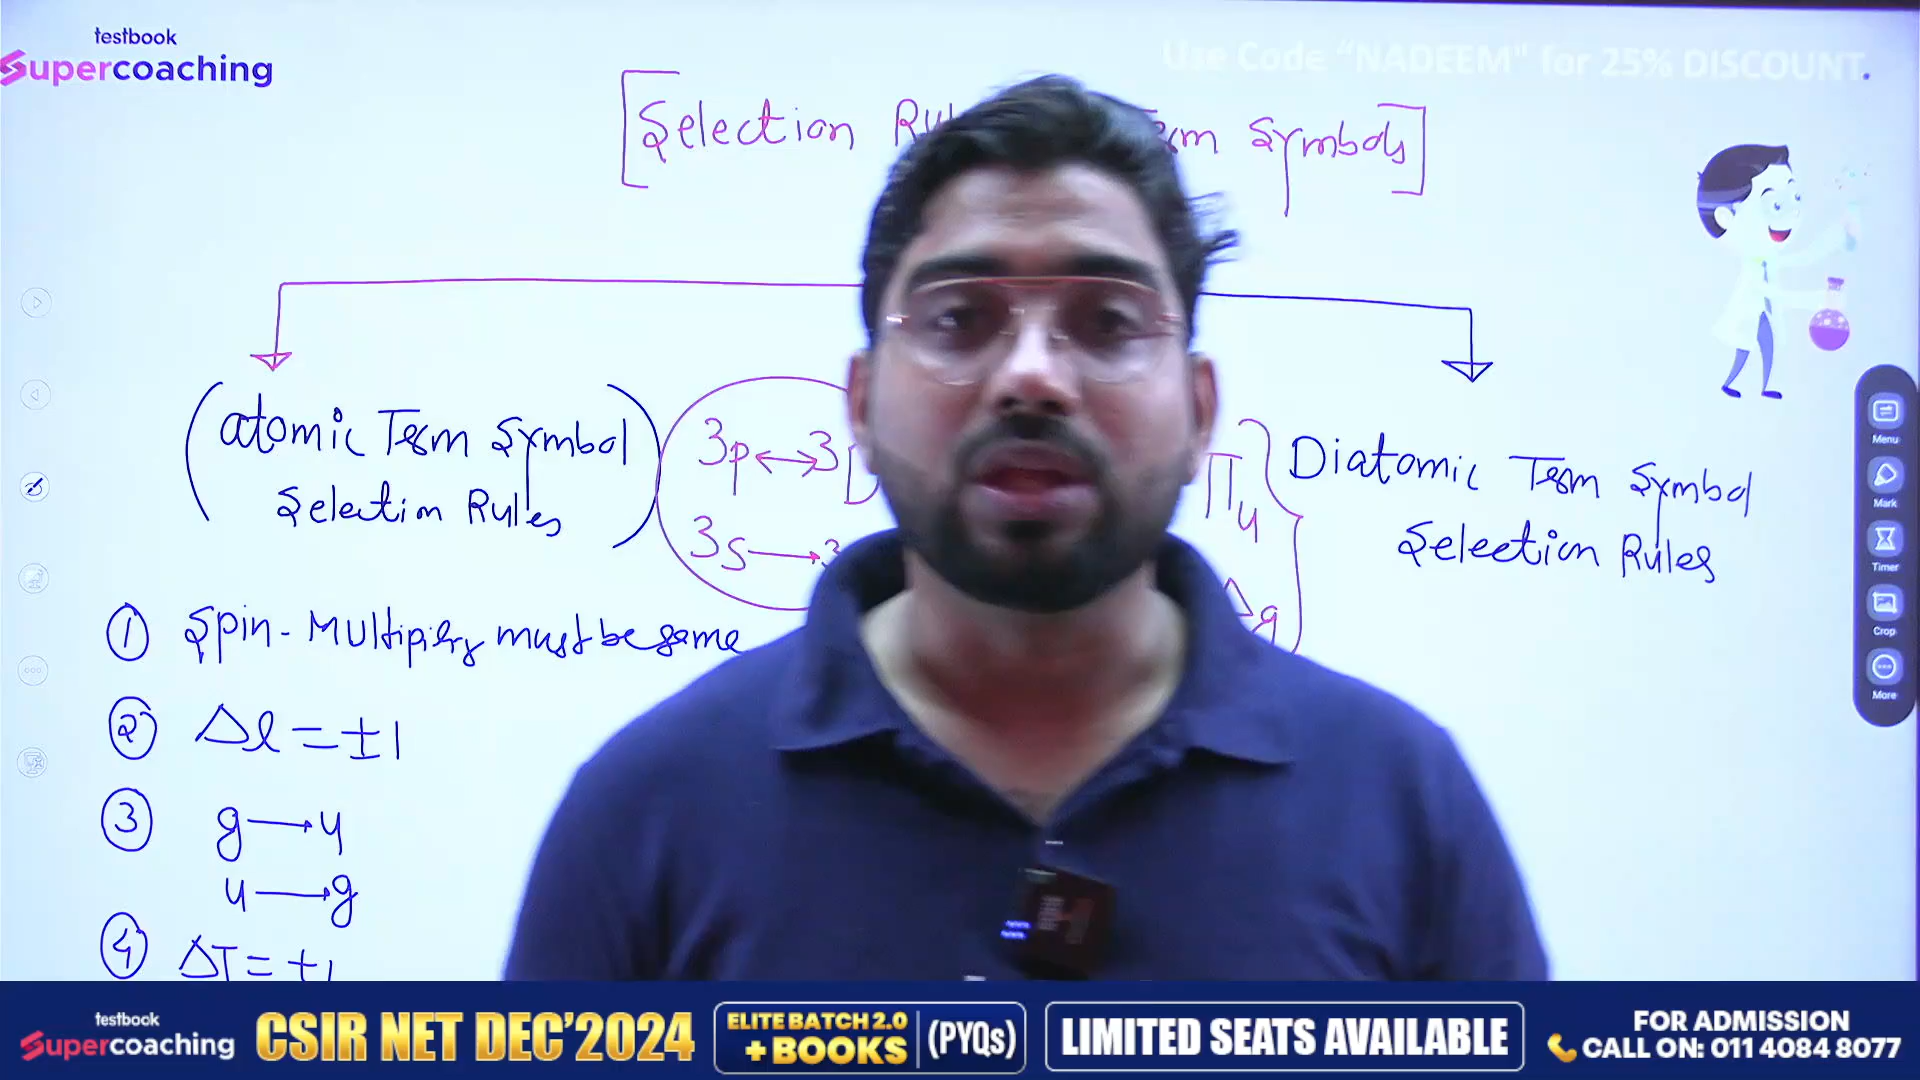 testbook
Supercoaching
Use Code "NADEEM" for 25% DISCOUNT.
Selection Symbols
atomic Term Symbol
Selection Rules
3p ↔ 3D
3s →
Πu
Δg
Diatomic Term Symbol
Selection Rules
① Spin - Multiplicity must be same
② Δl = ±1
③ g → u
u → g
④ ΔJ = ±1
Menu
Mark
Timer
Crop
More
testbook
Supercoaching
CSIR NET DEC'2024
ELITE BATCH 2.0
+ BOOKS
(PYQs)
LIMITED SEATS AVAILABLE
FOR ADMISSION
CALL ON: 011 4084 8077